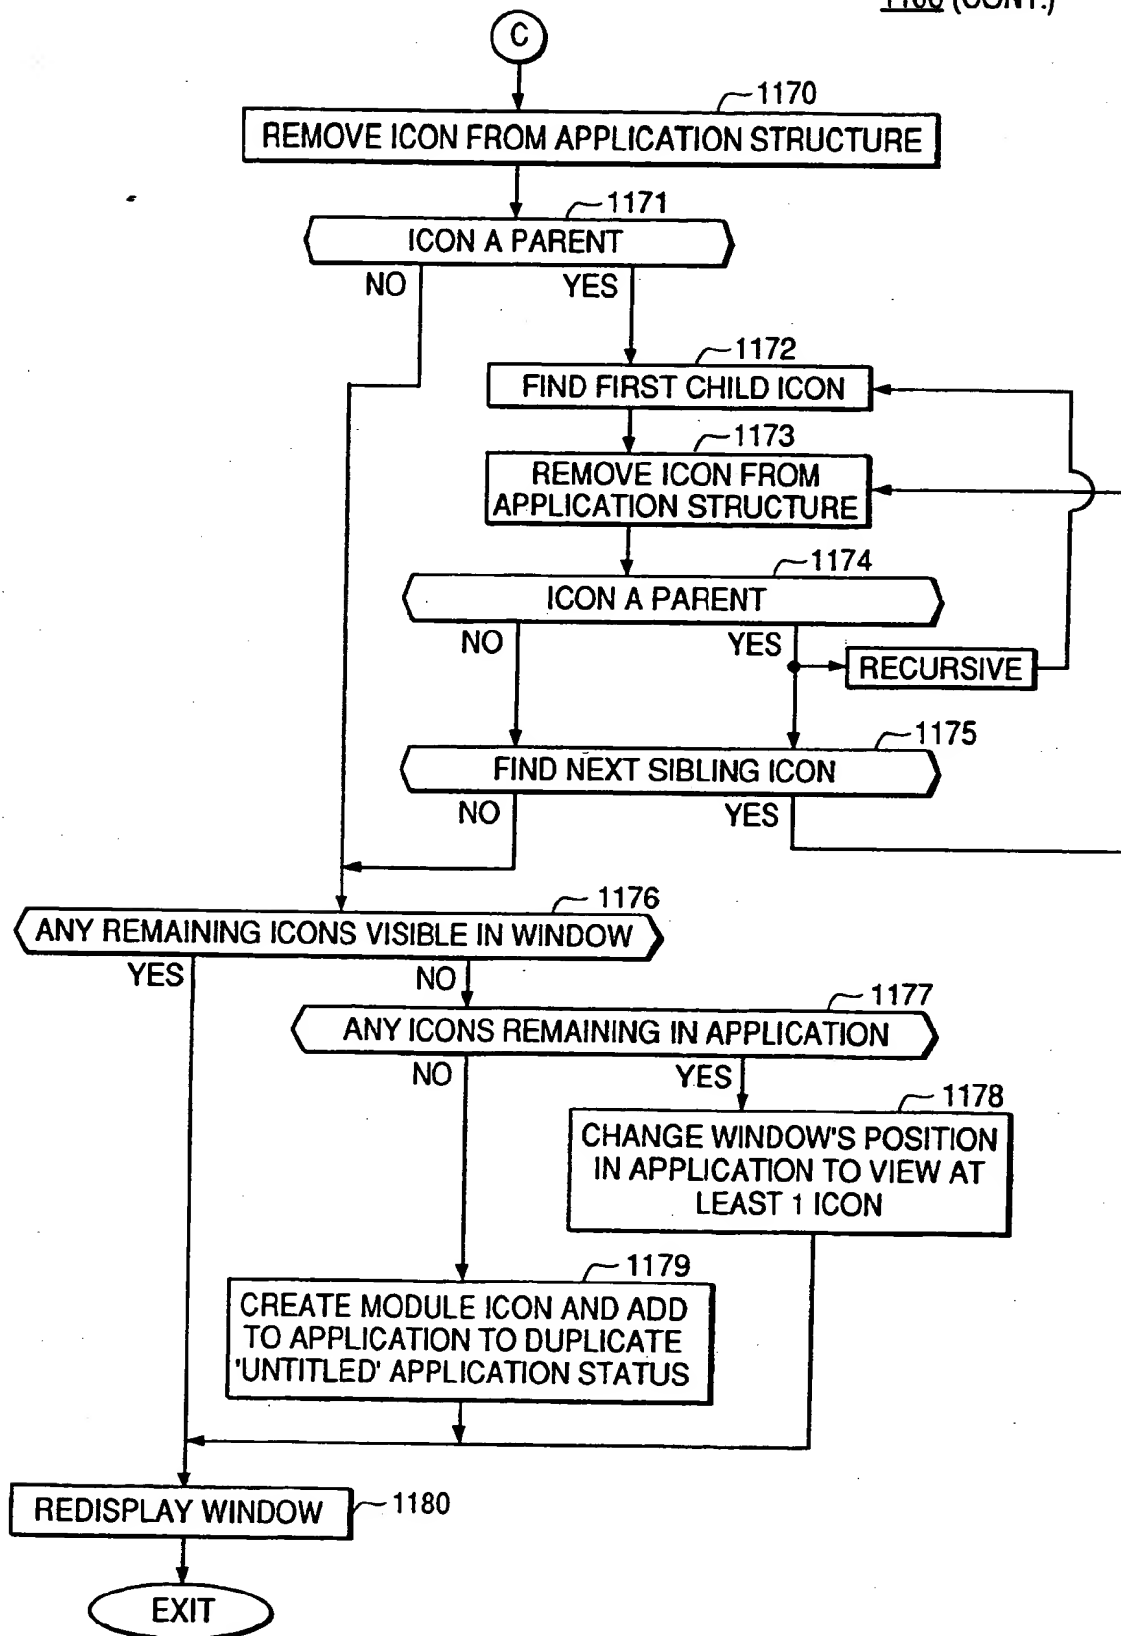 (CONT.)
C
1170
REMOVE ICON FROM APPLICATION STRUCTURE
1171
ICON A PARENT
NO
YES
1172
FIND FIRST CHILD ICON
1173
REMOVE ICON FROM
APPLICATION STRUCTURE
1174
ICON A PARENT
NO
YES
RECURSIVE
1175
FIND NEXT SIBLING ICON
NO
YES
1176
ANY REMAINING ICONS VISIBLE IN WINDOW
YES
NO
1177
ANY ICONS REMAINING IN APPLICATION
NO
YES
1178
CHANGE WINDOW'S POSITION
IN APPLICATION TO VIEW AT
LEAST 1 ICON
1179
CREATE MODULE ICON AND ADD
TO APPLICATION TO DUPLICATE
'UNTITLED' APPLICATION STATUS
REDISPLAY WINDOW
1180
EXIT